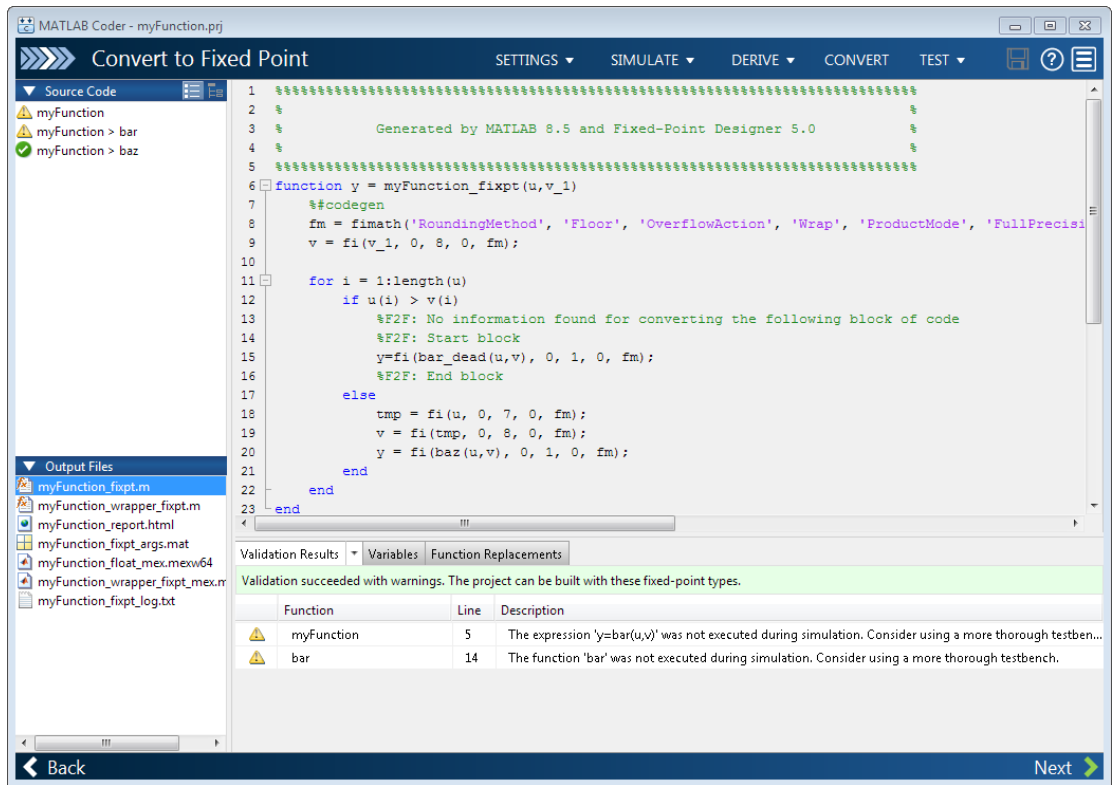 MATLAB Coder - myFunction.prj
Convert to Fixed Point
SETTINGS
SIMULATE
DERIVE
CONVERT
TEST
Source Code
myFunction
myFunction > bar
myFunction > baz
1 %%%%%%%%%%%%%%%%%%%%%%%%%%%%%%%%%%%%%%%%%%%%%%%%%%%%%%%%%%%%%%%%%%%%%%%%%%%%
2 % %
3 % Generated by MATLAB 8.5 and Fixed-Point Designer 5.0 %
4 % %
5 %%%%%%%%%%%%%%%%%%%%%%%%%%%%%%%%%%%%%%%%%%%%%%%%%%%%%%%%%%%%%%%%%%%%%%%%%%%%
6 function y = myFunction_fixpt(u,v_1)
7 %#codegen
8 fm = fimath('RoundingMethod', 'Floor', 'OverflowAction', 'Wrap', 'ProductMode', 'FullPrecisi
9 v = fi(v_1, 0, 8, 0, fm);
10
11 for i = 1:length(u)
12 if u(i) > v(i)
13 %F2F: No information found for converting the following block of code
14 %F2F: Start block
15 y=fi(bar_dead(u,v), 0, 1, 0, fm);
16 %F2F: End block
17 else
18 tmp = fi(u, 0, 7, 0, fm);
19 v = fi(tmp, 0, 8, 0, fm);
20 y = fi(baz(u,v), 0, 1, 0, fm);
21 end
22 end
23 end
Output Files
myFunction_fixpt.m
myFunction_wrapper_fixpt.m
myFunction_report.html
myFunction_fixpt_args.mat
myFunction_float_mex.mexw64
myFunction_wrapper_fixpt_mex.m
myFunction_fixpt_log.txt
Validation Results
Variables
Function Replacements
Validation succeeded with warnings. The project can be built with these fixed-point types.
Function Line Description
myFunction 5 The expression 'y=bar(u,v)' was not executed during simulation. Consider using a more thorough testben...
bar 14 The function 'bar' was not executed during simulation. Consider using a more thorough testbench.
Back
Next